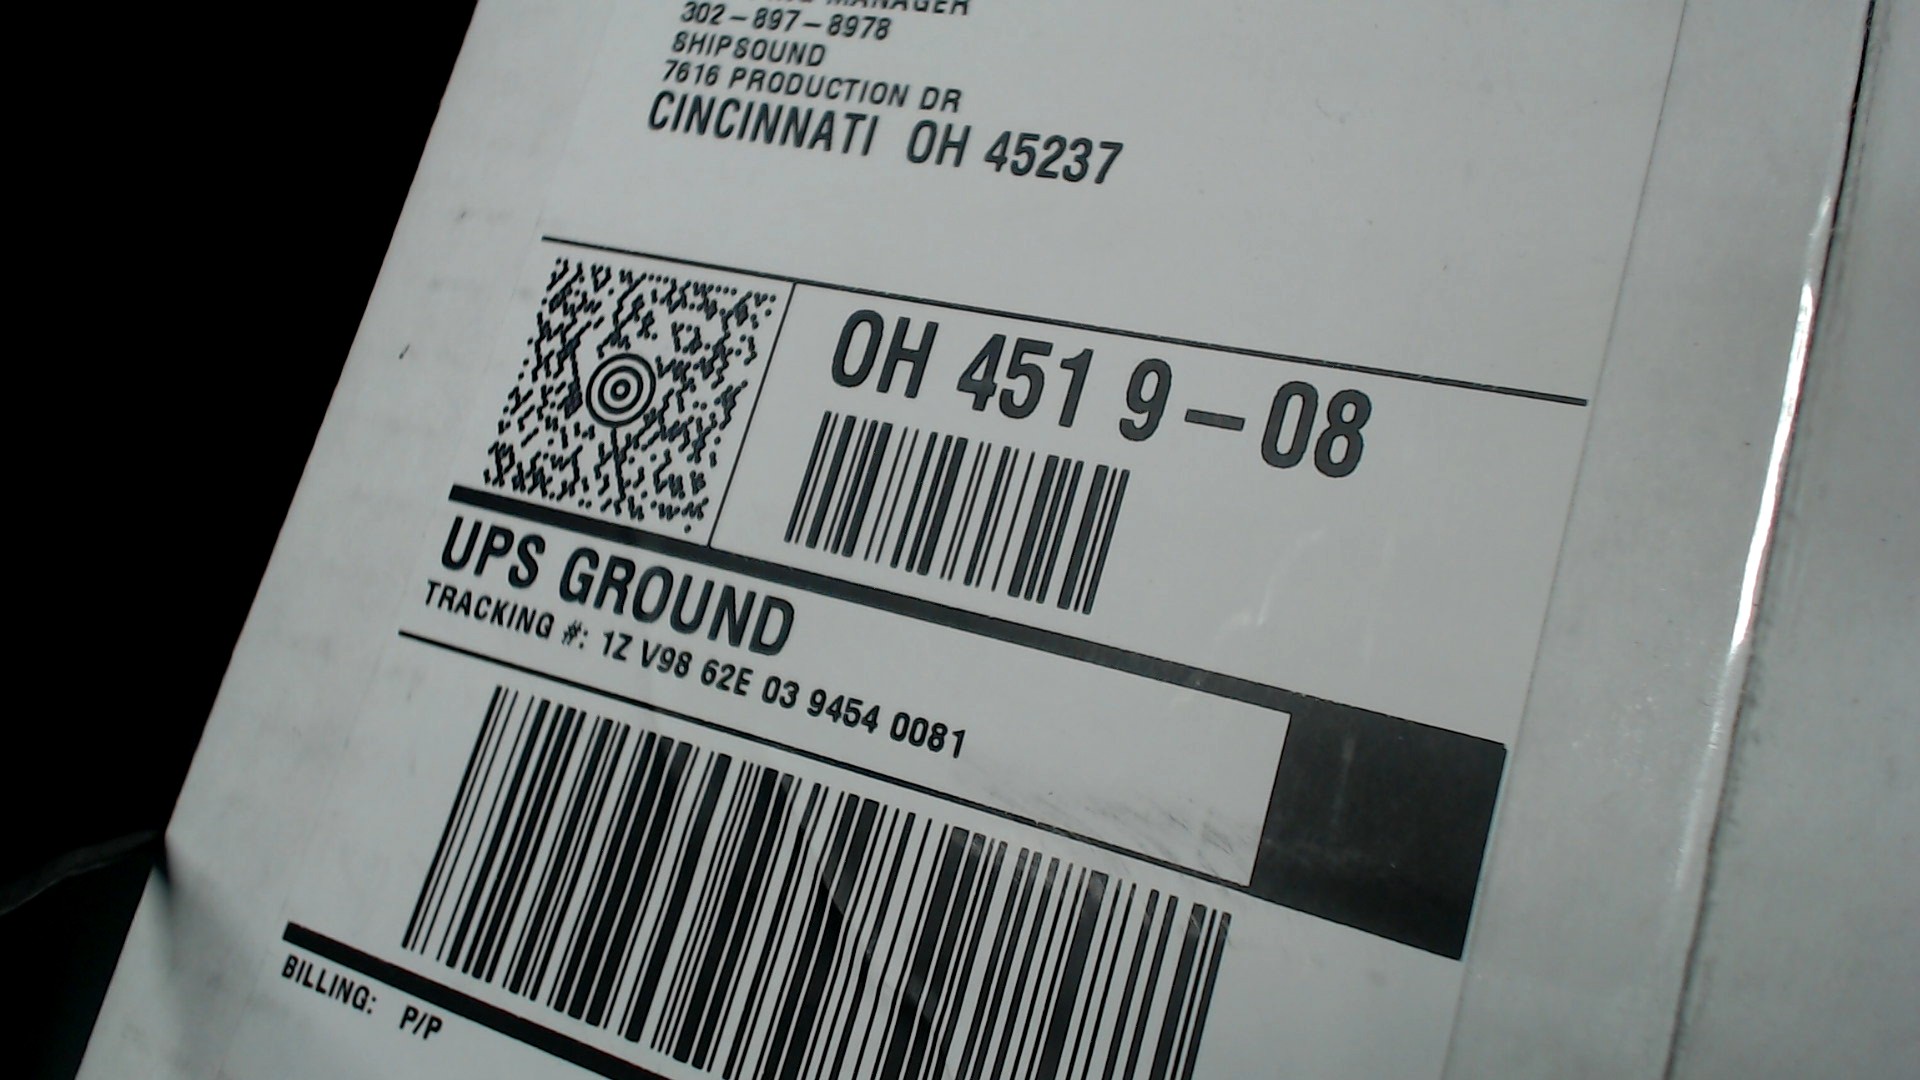 MANAGER
302-897-8978
SHIPSOUND
7616 PRODUCTION DR
CINCINNATI OH 45237
OH 451 9-08
UPS GROUND
TRACKING #: 1Z V98 62E 03 9454 0081
BILLING: P/P